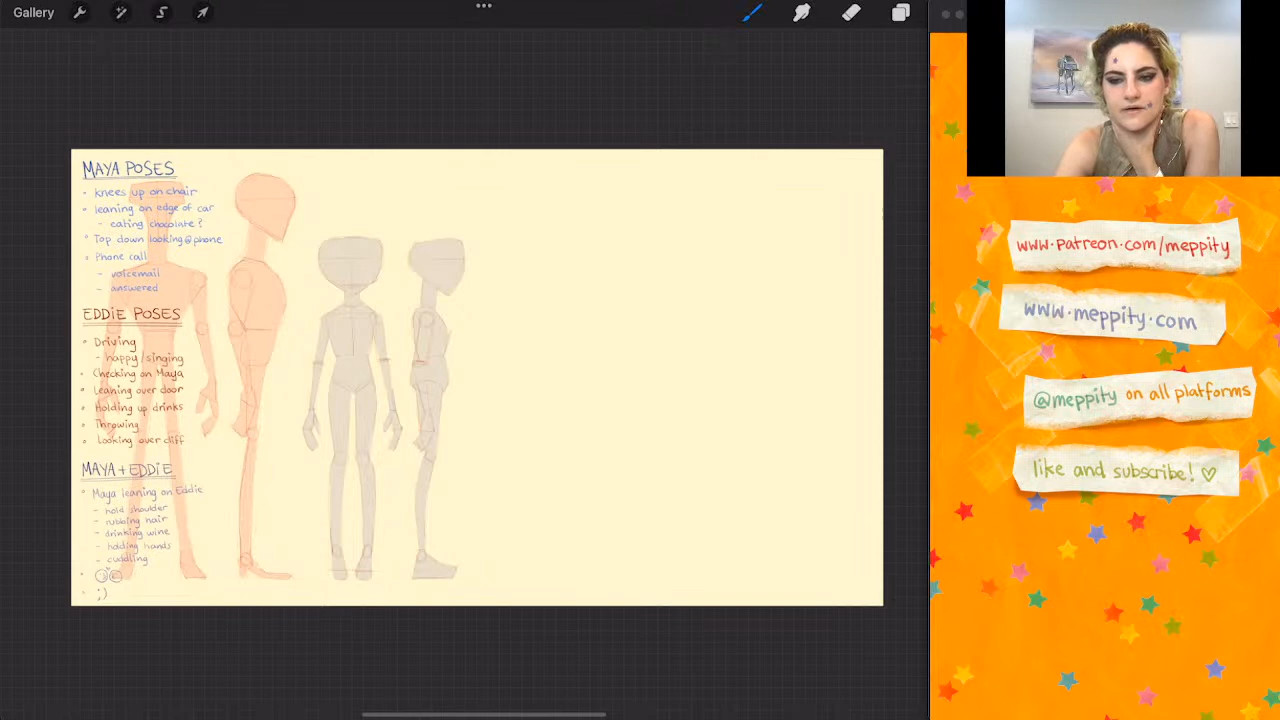 Gallery
MAYA POSES
• knees up on chair
• leaning on edge of car
- eating chocolate?
• Top down looking@phone
• Phone call
- voicemail
- answered
EDDIE POSES
• Driving
- happy/singing
• Checking on Maya
• Leaning over door
• Holding up drinks
• Throwing
• Looking over cliff
MAYA + EDDIE
• Maya leaning on Eddie
- hold shoulder
- rubbing hair
- drinking wine
- holding hands
- cuddling
• ;)
www.patreon.com/meppity
www.meppity.com
@meppity on all platforms
like and subscribe! ♡